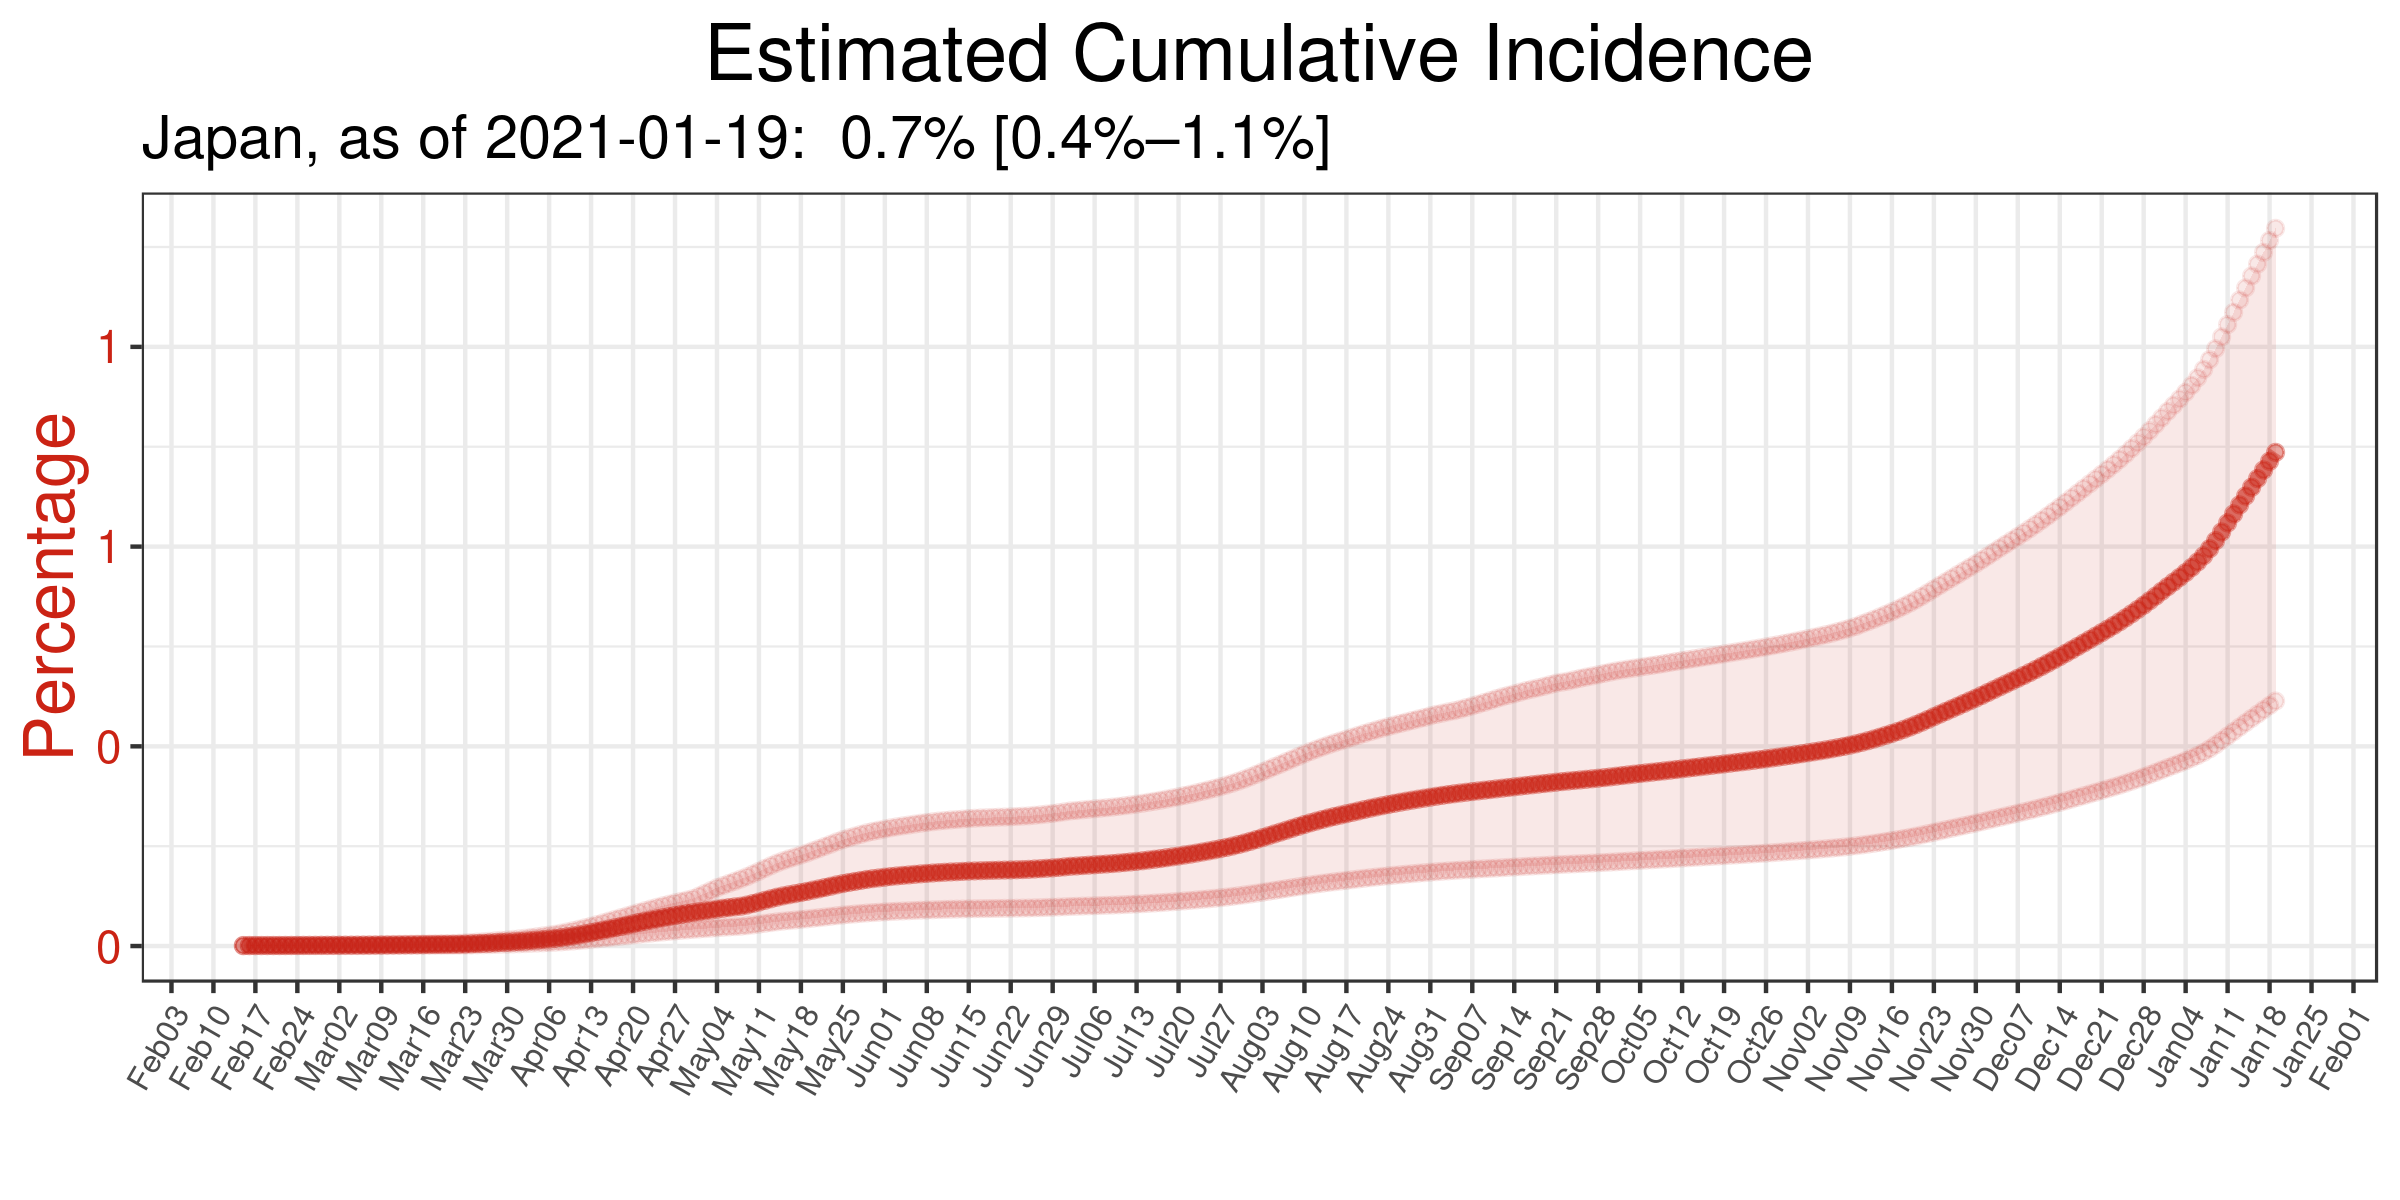 Estimated Cumulative Incidence
Japan, as of 2021-01-19:  0.7% [0.4%–1.1%]
Percentage
1
1
0
0
Feb03
Feb10
Feb17
Feb24
Mar02
Mar09
Mar16
Mar23
Mar30
Apr06
Apr13
Apr20
Apr27
May04
May11
May18
May25
Jun01
Jun08
Jun15
Jun22
Jun29
Jul06
Jul13
Jul20
Jul27
Aug03
Aug10
Aug17
Aug24
Aug31
Sep07
Sep14
Sep21
Sep28
Oct05
Oct12
Oct19
Oct26
Nov02
Nov09
Nov16
Nov23
Nov30
Dec07
Dec14
Dec21
Dec28
Jan04
Jan11
Jan18
Jan25
Feb01